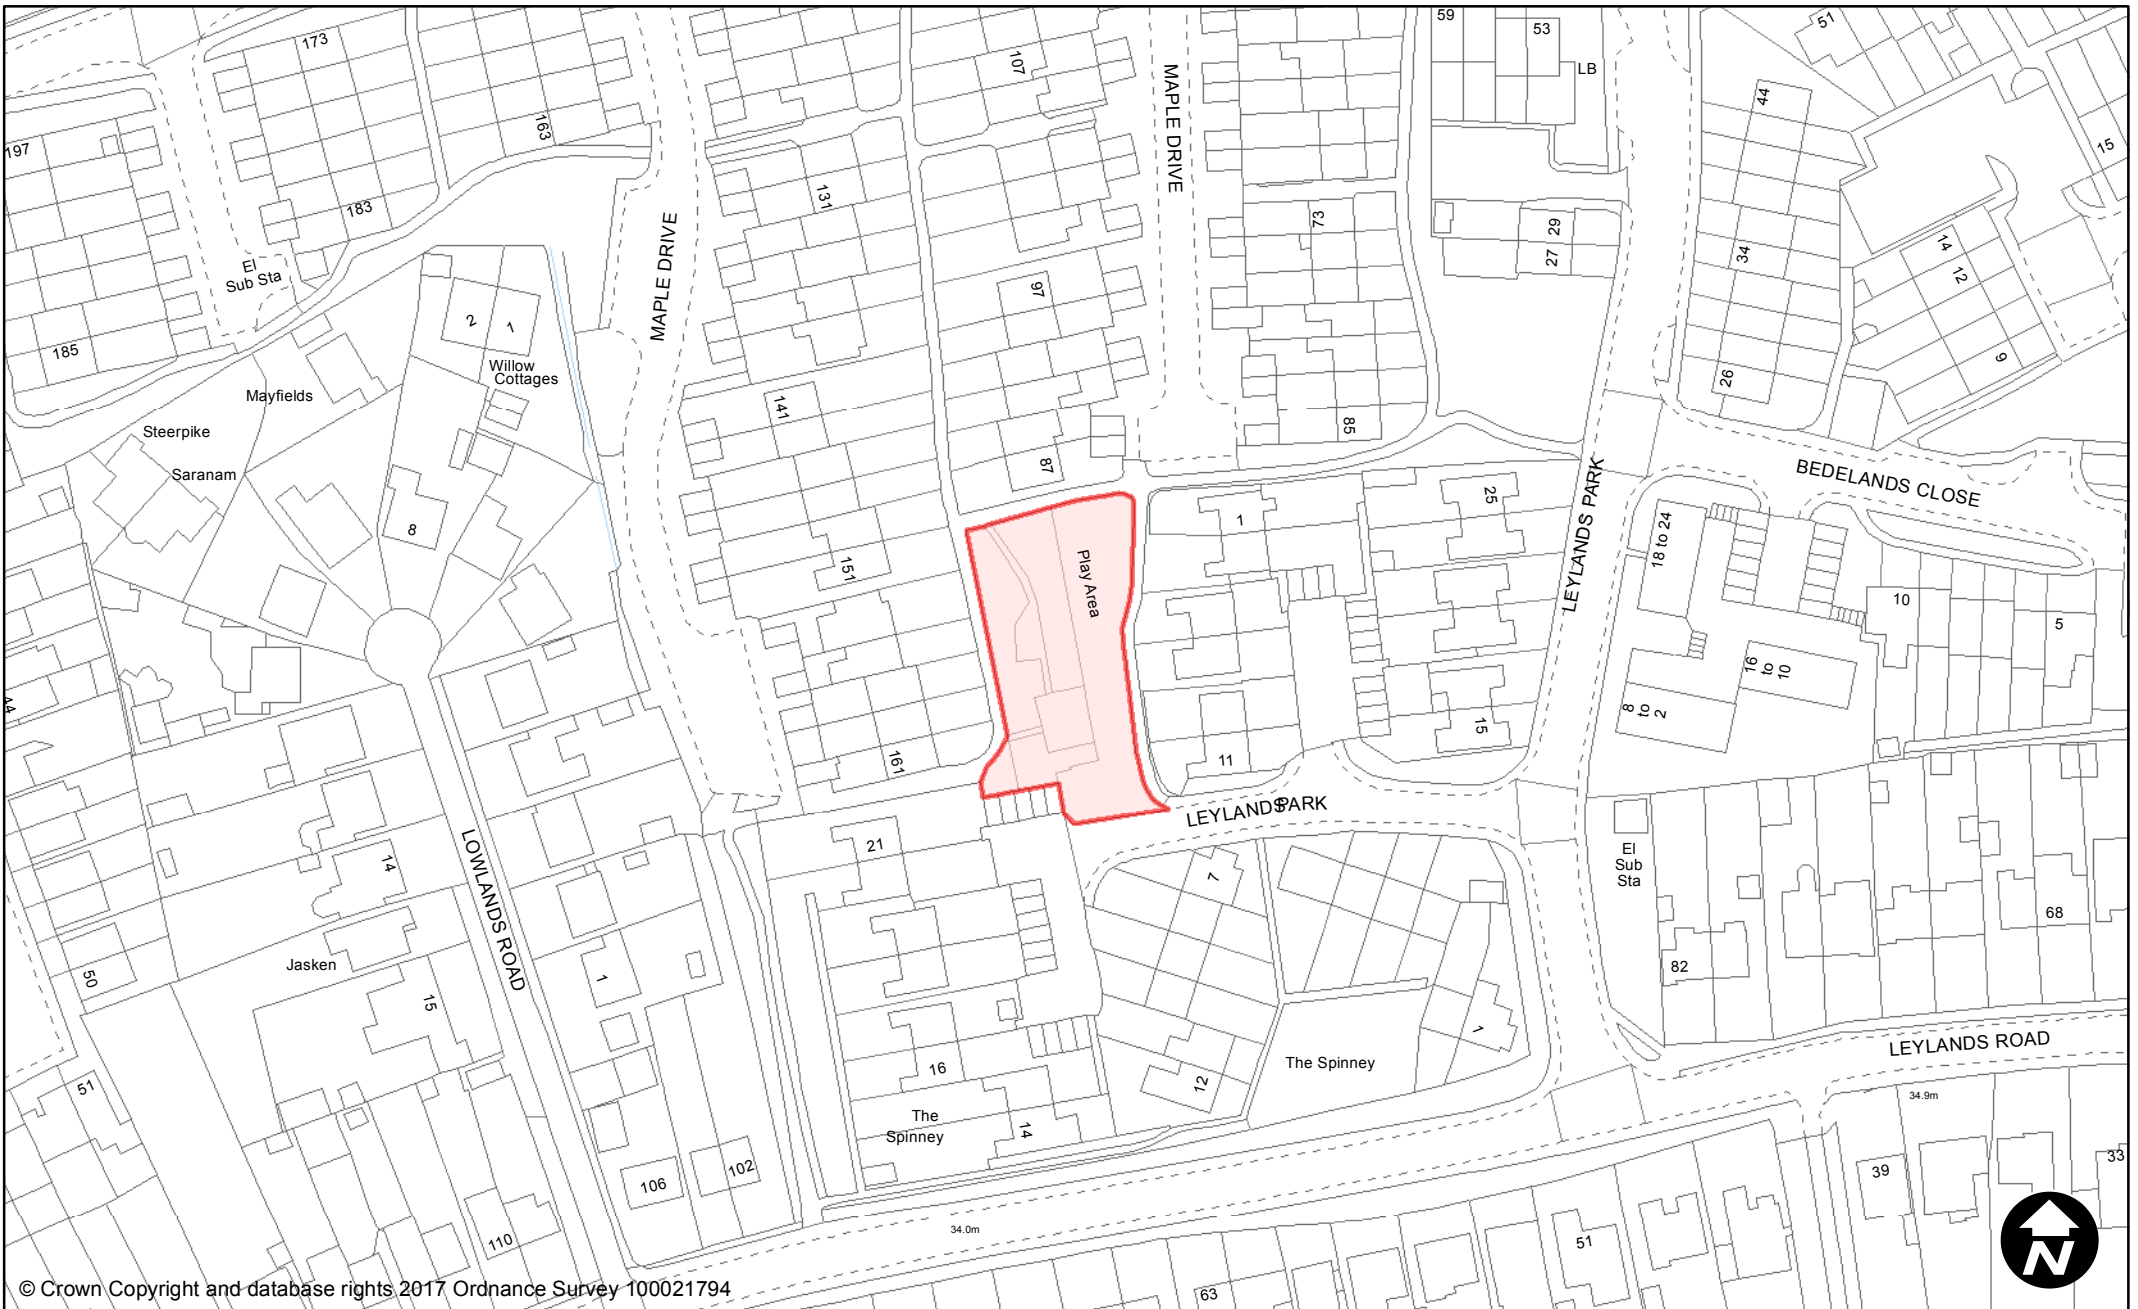 173
107
59
53
LB
51
44
15
197
163
MAPLE DRIVE
131
183
73
29
27
34
14
12
9
El
Sub Sta
MAPLE DRIVE
97
2
1
Willow
Cottages
185
Mayfields
141
26
85
Steerpike
Saranam
87
8
151
1
25
LEYLANDS PARK
BEDELANDS CLOSE
18 to 24
Play Area
10
5
16
to
10
8
to
2
44
161
11
15
LEYLANDS PARK
21
14
LOWLANDS ROAD
7
El
Sub
Sta
68
82
50
Jasken
15
1
1
LEYLANDS ROAD
16
12
The Spinney
34.9m
51
The
Spinney
14
106
102
39
33
110
34.0m
51
63
N
© Crown Copyright and database rights 2017 Ordnance Survey 100021794